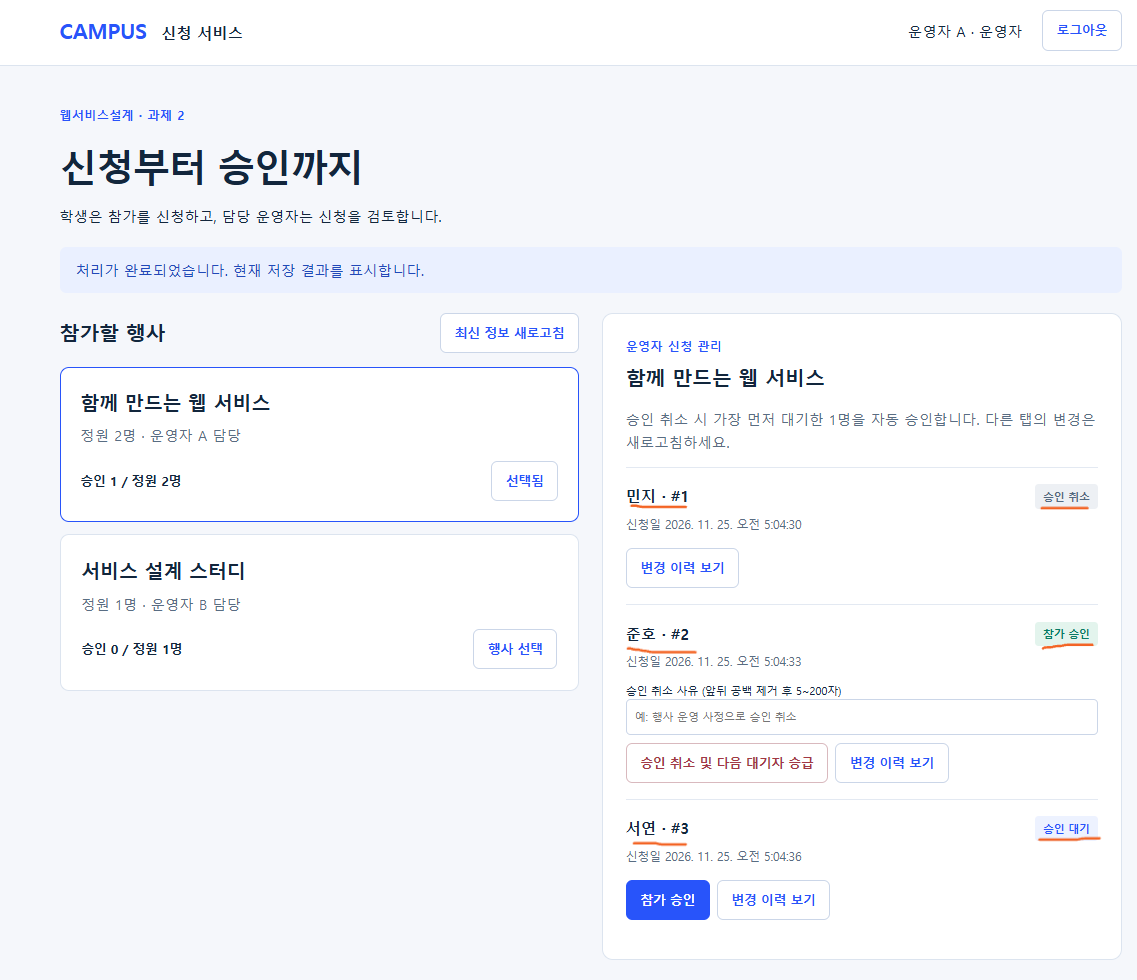 CAMPUS 신청 서비스
운영자 A · 운영자
로그아웃
웹서비스설계 · 과제 2
신청부터 승인까지
학생은 참가를 신청하고, 담당 운영자는 신청을 검토합니다.
처리가 완료되었습니다. 현재 저장 결과를 표시합니다.
참가할 행사
최신 정보 새로고침
함께 만드는 웹 서비스
정원 2명 · 운영자 A 담당
승인 1 / 정원 2명
선택됨
서비스 설계 스터디
정원 1명 · 운영자 B 담당
승인 0 / 정원 1명
행사 선택
운영자 신청 관리
함께 만드는 웹 서비스
승인 취소 시 가장 먼저 대기한 1명을 자동 승인합니다. 다른 탭의 변경은
새로고침하세요.
민지 · #1
승인 취소
신청일 2026. 11. 25. 오전 5:04:30
변경 이력 보기
준호 · #2
참가 승인
신청일 2026. 11. 25. 오전 5:04:33
승인 취소 사유 (앞뒤 공백 제거 후 5~200자)
예: 행사 운영 사정으로 승인 취소
승인 취소 및 다음 대기자 승급
변경 이력 보기
서연 · #3
승인 대기
신청일 2026. 11. 25. 오전 5:04:36
참가 승인
변경 이력 보기